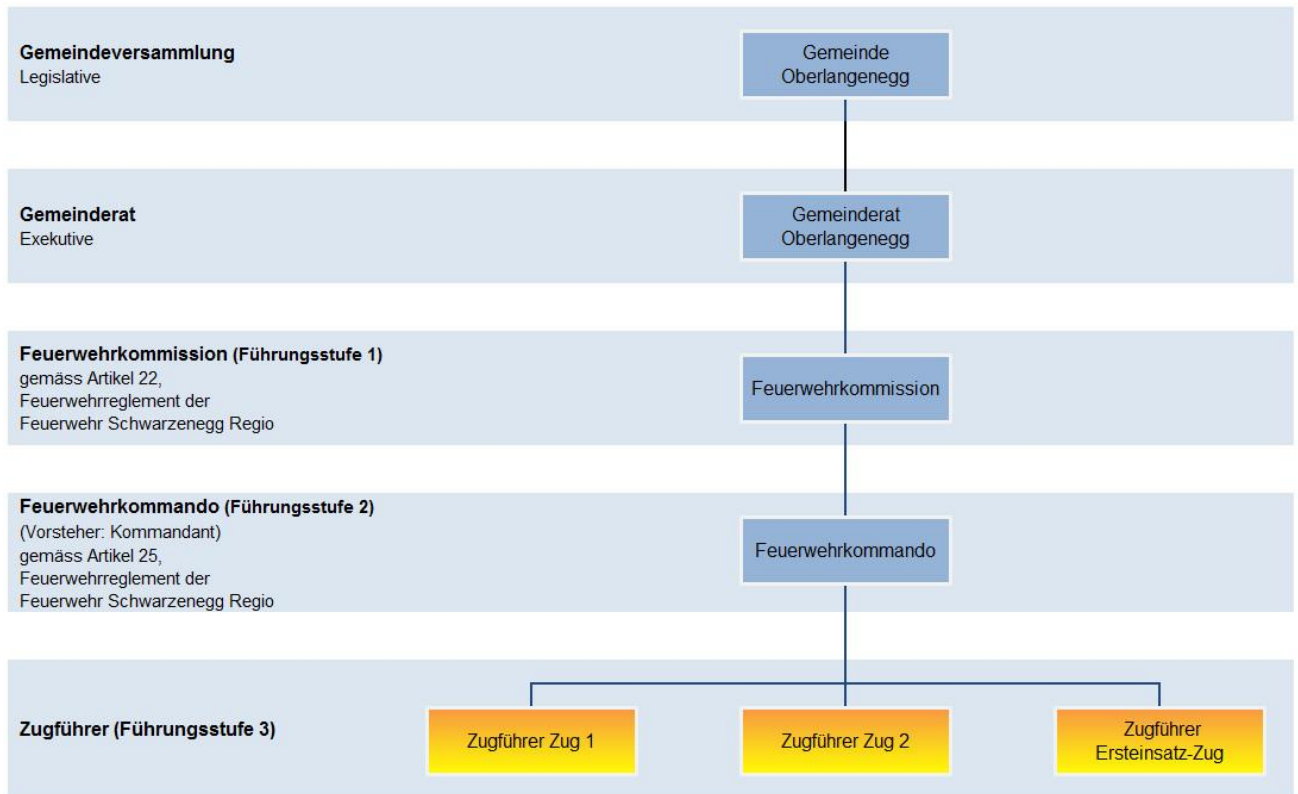 Gemeindeversammlung
Legislative
Gemeinde
Oberlangenegg
Gemeinderat
Exekutive
Gemeinderat
Oberlangenegg
Feuerwehrkommission (Führungsstufe 1)
gemäss Artikel 22,
Feuerwehrreglement der
Feuerwehr Schwarzenegg Regio
Feuerwehrkommission
Feuerwehrkommando (Führungsstufe 2)
(Vorsteher: Kommandant)
gemäss Artikel 25,
Feuerwehrreglement der
Feuerwehr Schwarzenegg Regio
Feuerwehrkommando
Zugführer (Führungsstufe 3)
Zugführer Zug 1
Zugführer Zug 2
Zugführer
Ersteinsatz-Zug